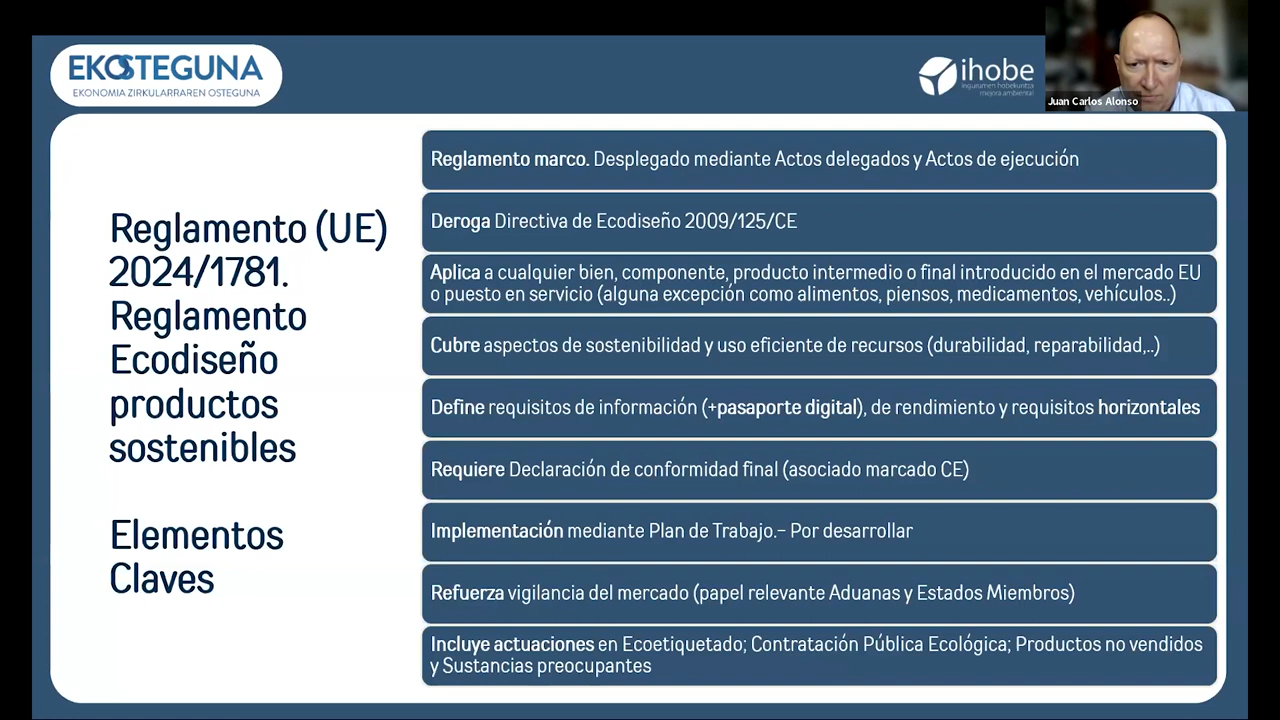 EKOSTEGUNA
EKONOMIA ZIRKULARRAREN OSTEGUNA
ihobe
ingurumen hobekuntza
mejora ambiental
Juan Carlos Alonso
Reglamento (UE)
2024/1781.
Reglamento
Ecodiseño
productos
sostenibles
Elementos
Claves
Reglamento marco. Desplegado mediante Actos delegados y Actos de ejecución
Deroga Directiva de Ecodiseño 2009/125/CE
Aplica a cualquier bien, componente, producto intermedio o final introducido en el mercado EU
o puesto en servicio (alguna excepción como alimentos, piensos, medicamentos, vehículos..)
Cubre aspectos de sostenibilidad y uso eficiente de recursos (durabilidad, reparabilidad,..)
Define requisitos de información (+pasaporte digital), de rendimiento y requisitos horizontales
Requiere Declaración de conformidad final (asociado marcado CE)
Implementación mediante Plan de Trabajo.– Por desarrollar
Refuerza vigilancia del mercado (papel relevante Aduanas y Estados Miembros)
Incluye actuaciones en Ecoetiquetado; Contratación Pública Ecológica; Productos no vendidos
y Sustancias preocupantes